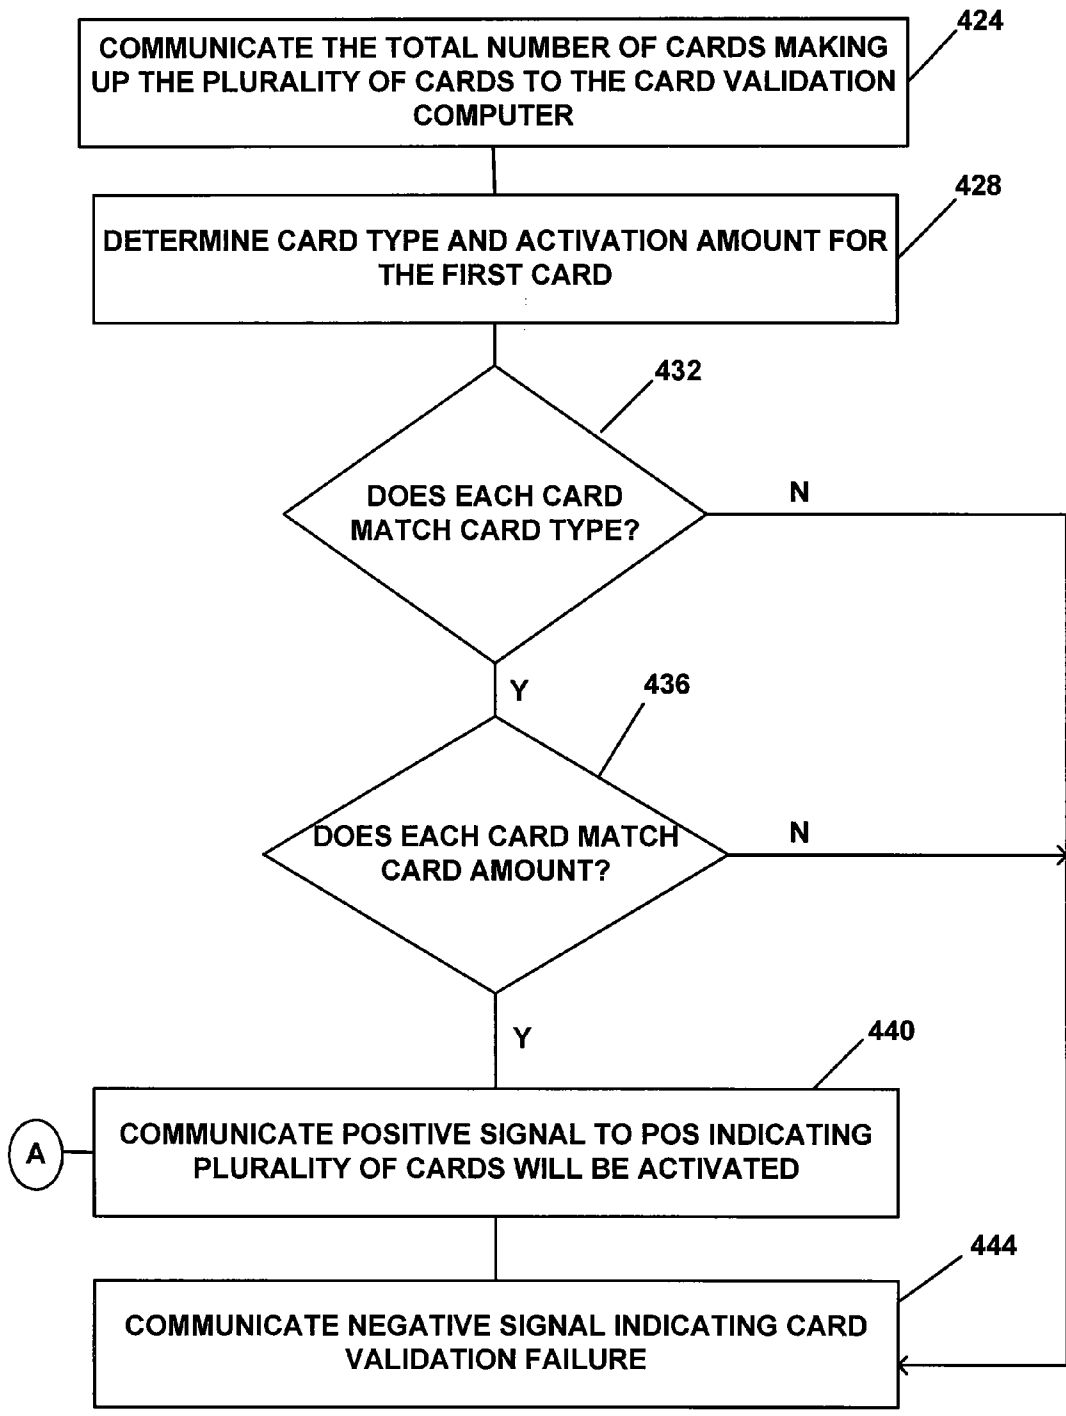 424
COMMUNICATE THE TOTAL NUMBER OF CARDS MAKING
UP THE PLURALITY OF CARDS TO THE CARD VALIDATION
COMPUTER
428
DETERMINE CARD TYPE AND ACTIVATION AMOUNT FOR
THE FIRST CARD
432
DOES EACH CARD
MATCH CARD TYPE?
N
Y
436
DOES EACH CARD MATCH
CARD AMOUNT?
N
Y
440
A
COMMUNICATE POSITIVE SIGNAL TO POS INDICATING
PLURALITY OF CARDS WILL BE ACTIVATED
444
COMMUNICATE NEGATIVE SIGNAL INDICATING CARD
VALIDATION FAILURE